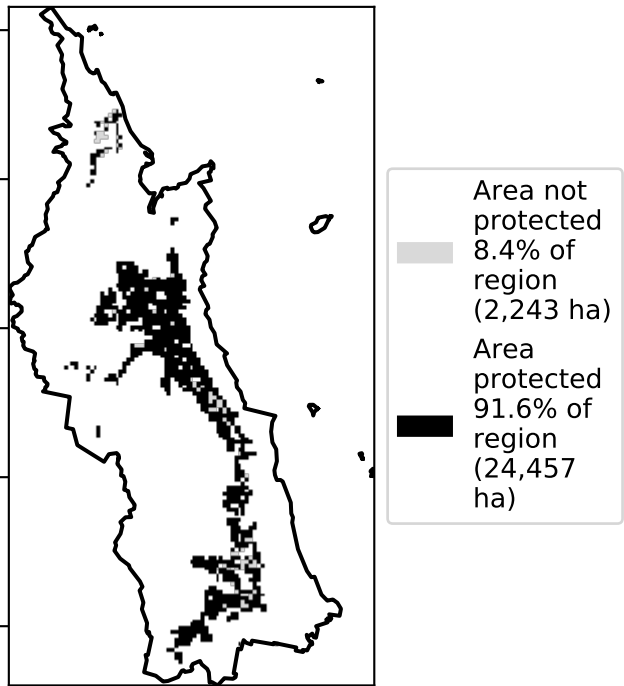 Area not
protected
8.4% of
region
(2,243 ha)
Area
protected
91.6% of
region
(24,457
ha)